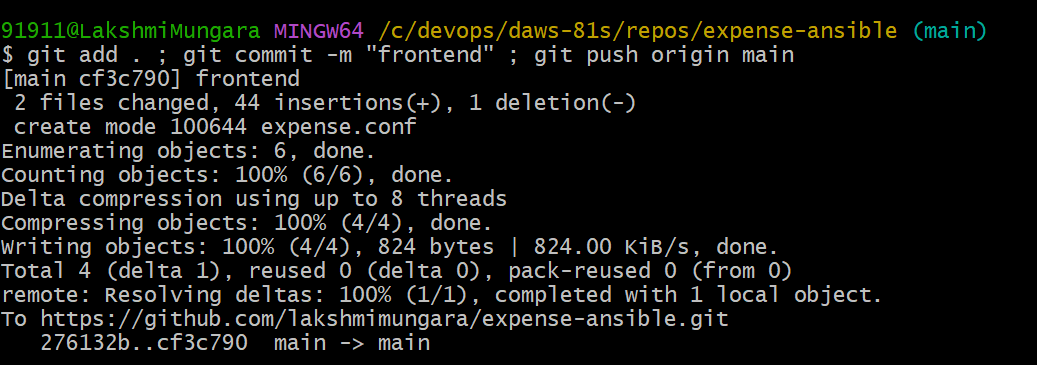 91911@LakshmiMungara MINGW64 /c/devops/daws-81s/repos/expense-ansible (main)
$ git add . ; git commit -m "frontend" ; git push origin main
[main cf3c790] frontend
 2 files changed, 44 insertions(+), 1 deletion(-)
 create mode 100644 expense.conf
Enumerating objects: 6, done.
Counting objects: 100% (6/6), done.
Delta compression using up to 8 threads
Compressing objects: 100% (4/4), done.
Writing objects: 100% (4/4), 824 bytes | 824.00 KiB/s, done.
Total 4 (delta 1), reused 0 (delta 0), pack-reused 0 (from 0)
remote: Resolving deltas: 100% (1/1), completed with 1 local object.
To https://github.com/lakshmimungara/expense-ansible.git
   276132b..cf3c790  main -> main